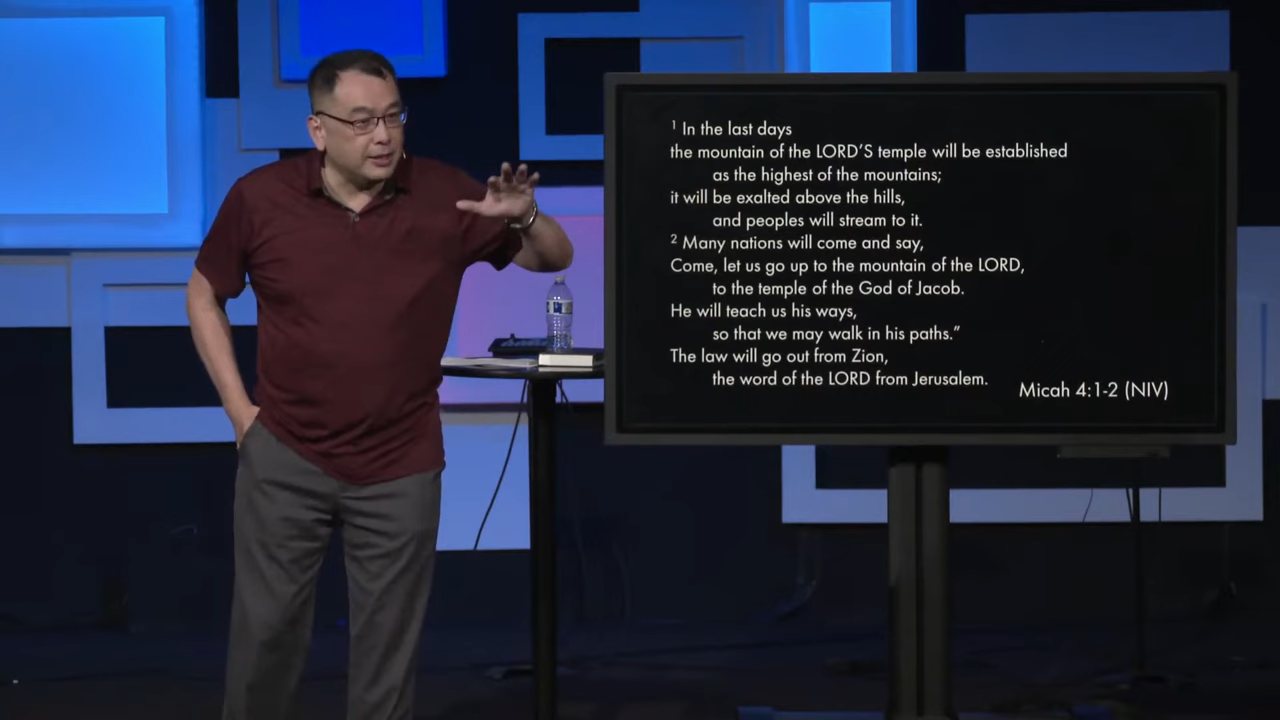 ¹ In the last days
the mountain of the LORD’S temple will be established
as the highest of the mountains;
it will be exalted above the hills,
and peoples will stream to it.
² Many nations will come and say,
Come, let us go up to the mountain of the LORD,
to the temple of the God of Jacob.
He will teach us his ways,
so that we may walk in his paths.”
The law will go out from Zion,
the word of the LORD from Jerusalem.
Micah 4:1-2 (NIV)